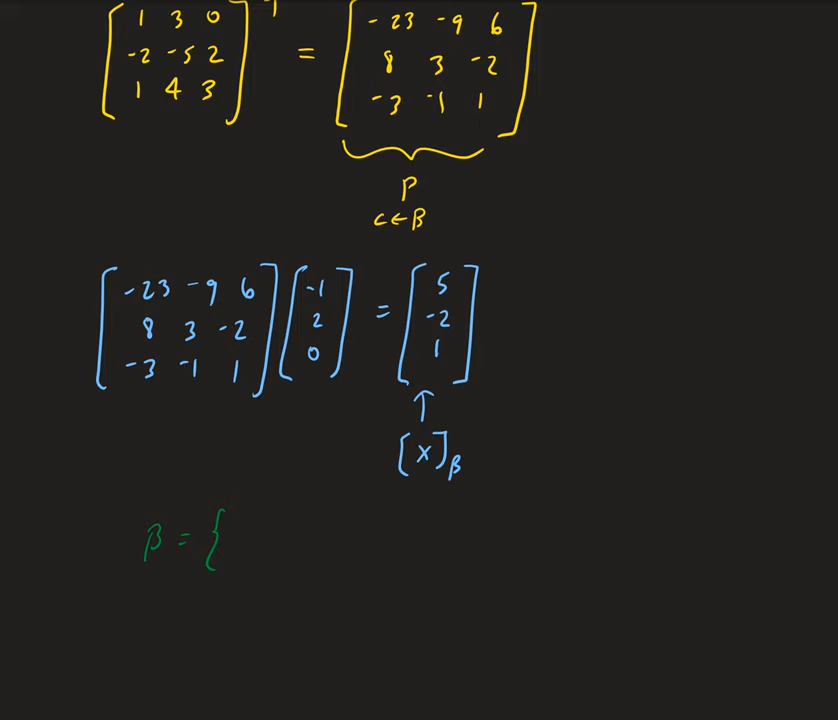 [1 3 0; -2 -5 2; 1 4 3]⁻¹ = [-23 -9 6; 8 3 -2; -3 -1 1]
P
C←β
[-23 -9 6; 8 3 -2; -3 -1 1] [-1; 2; 0] = [5; -2; 1]
↑
[x]β
β = {